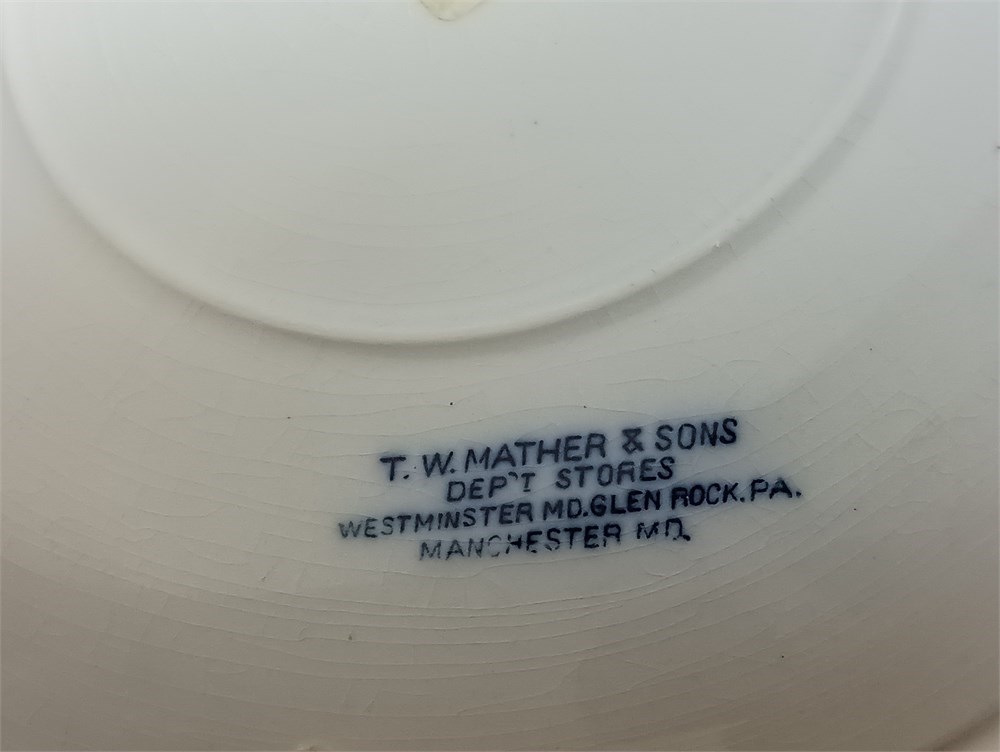 T. W. MATHER & SONS
DEP'T STORES
WESTMINSTER MD. GLEN ROCK. PA.
MANCHESTER MD.